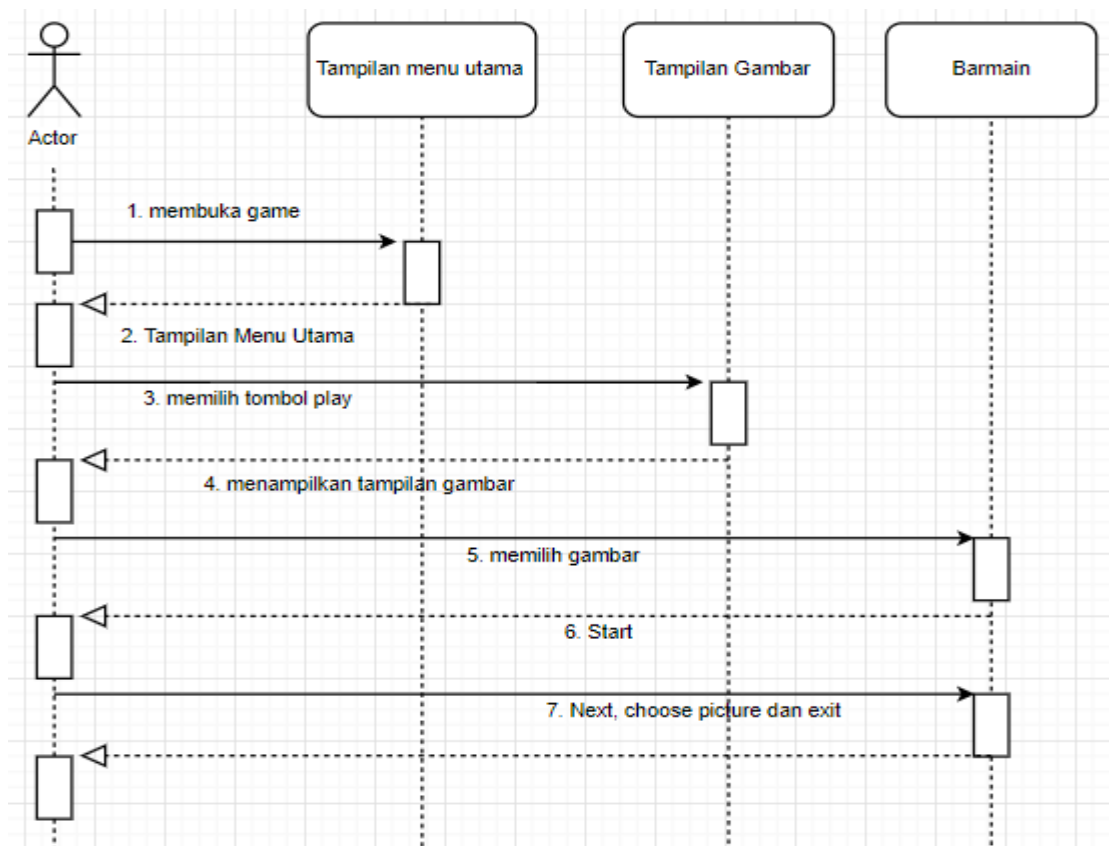 Tampilan menu utama
Tampilan Gambar
Barmain
Actor
1. membuka game
2. Tampilan Menu Utama
3. memilih tombol play
4. menampilkan tampilan gambar
5. memilih gambar
6. Start
7. Next, choose picture dan exit